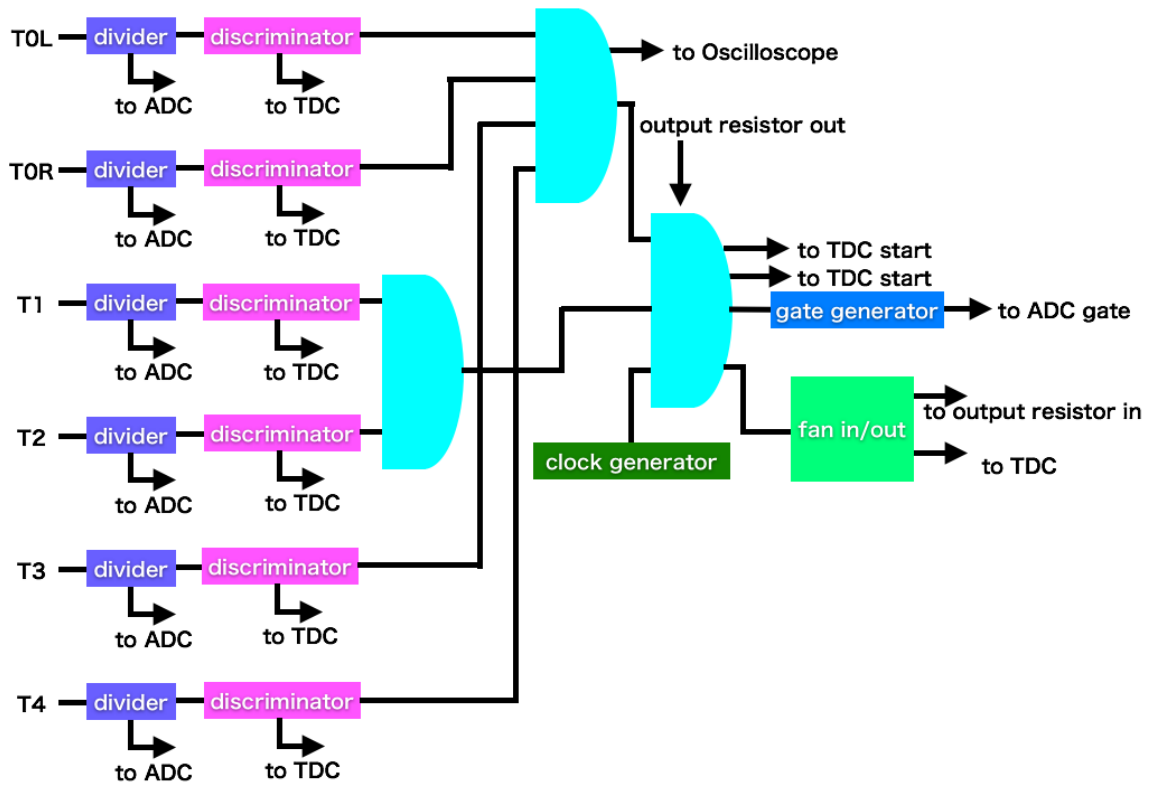 T0L
divider
discriminator
to ADC
to TDC
to Oscilloscope
output resistor out
T0R
divider
discriminator
to ADC
to TDC
to TDC start
to TDC start
gate generator
to ADC gate
T1
divider
discriminator
to ADC
to TDC
T2
divider
discriminator
to ADC
to TDC
clock generator
fan in/out
to output resistor in
to TDC
T3
divider
discriminator
to ADC
to TDC
T4
divider
discriminator
to ADC
to TDC